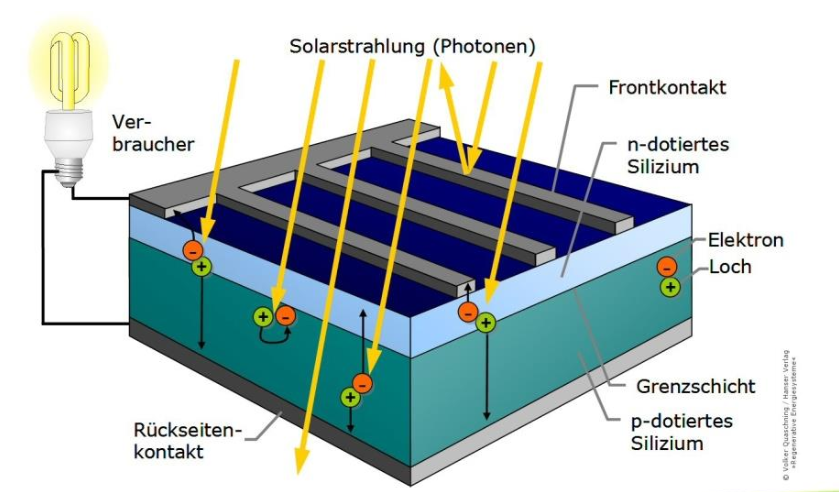 Solarstrahlung (Photonen)
Frontkontakt
Ver-
braucher
n-dotiertes
Silizium
Elektron
Loch
Grenzschicht
p-dotiertes
Silizium
Rückseiten-
kontakt
© Volker Quaschning / Hanser Verlag
»Regenerative Energiesysteme«